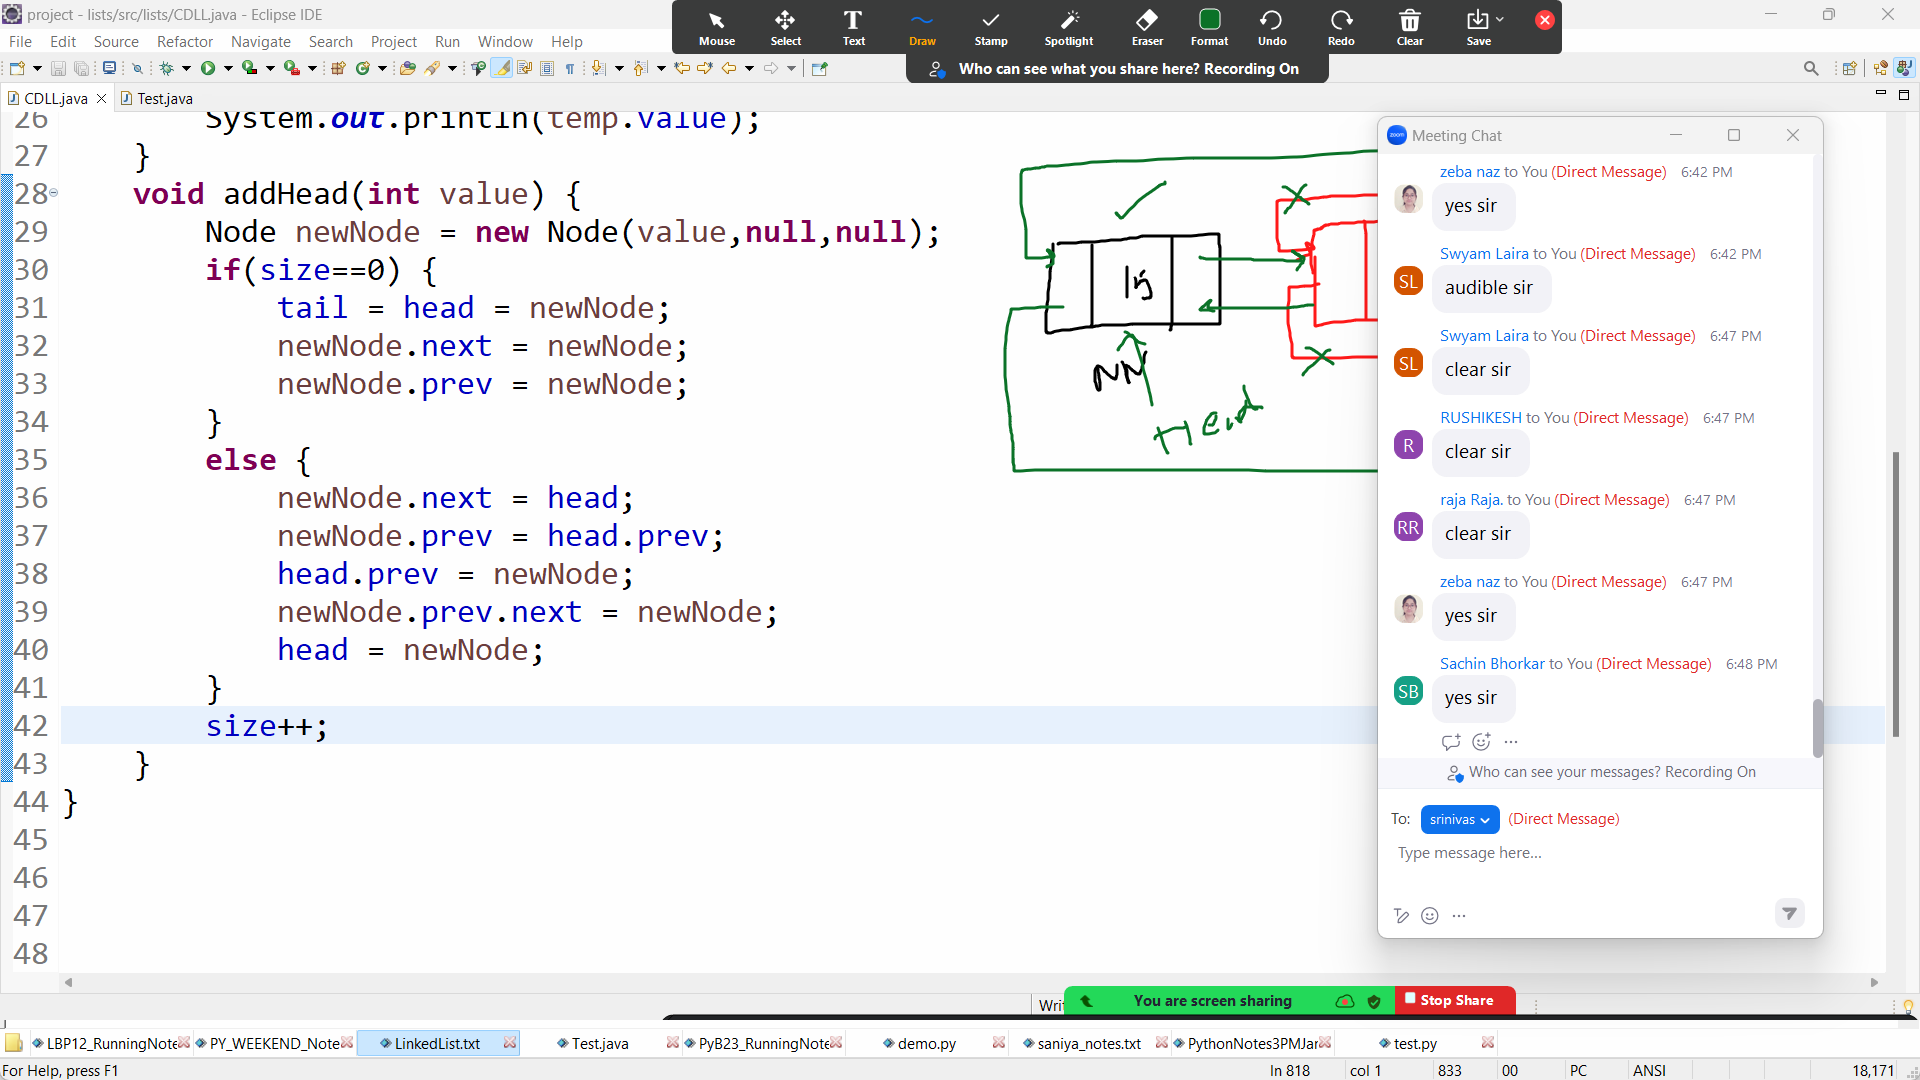 project - lists/src/lists/CDLL.java - Eclipse IDE
File Edit Source Refactor Navigate Search Project Run Window Help
Mouse Select Text Draw Stamp Spotlight Eraser Format Undo Redo Clear Save
Who can see what you share here? Recording On
CDLL.java Test.java
26 System.out.println(temp.value);
27 }
28 void addHead(int value) {
29 Node newNode = new Node(value,null,null);
30 if(size==0) {
31 tail = head = newNode;
32 newNode.next = newNode;
33 newNode.prev = newNode;
34 }
35 else {
36 newNode.next = head;
37 newNode.prev = head.prev;
38 head.prev = newNode;
39 newNode.prev.next = newNode;
40 head = newNode;
41 }
42 size++;
43 }
44 }
45
46
47
48
NN
Head
Meeting Chat
zeba naz to You (Direct Message) 6:42 PM
yes sir
Swyam Laira to You (Direct Message) 6:42 PM
SL
audible sir
Swyam Laira to You (Direct Message) 6:47 PM
SL
clear sir
RUSHIKESH to You (Direct Message) 6:47 PM
R
clear sir
raja Raja. to You (Direct Message) 6:47 PM
RR
clear sir
zeba naz to You (Direct Message) 6:47 PM
yes sir
Sachin Bhorkar to You (Direct Message) 6:48 PM
SB
yes sir
Who can see your messages? Recording On
To: srinivas (Direct Message)
Type message here...
Writ
You are screen sharing Stop Share
LBP12_RunningNote PY_WEEKEND_Note LinkedList.txt Test.java PyB23_RunningNote demo.py saniya_notes.txt PythonNotes3PMJar test.py
For Help, press F1 ln 818 col 1 833 00 PC ANSI 18,171